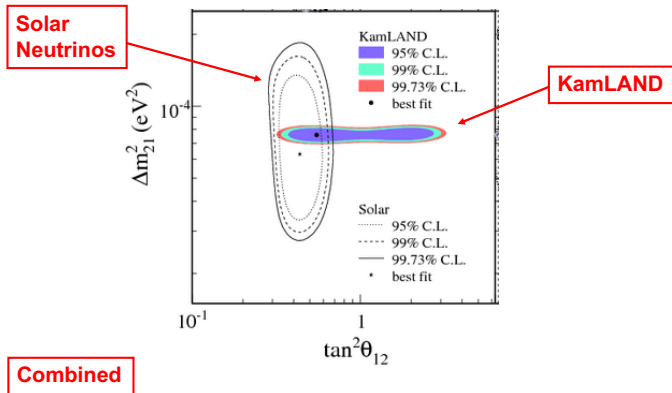 Solar
Neutrinos
KamLAND
95% C.L.
99% C.L.
99.73% C.L.
best fit
KamLAND
10⁻⁴
Δm²₂₁ (eV²)
Solar
95% C.L.
99% C.L.
99.73% C.L.
best fit
10⁻¹
1
tan²θ₁₂
Combined